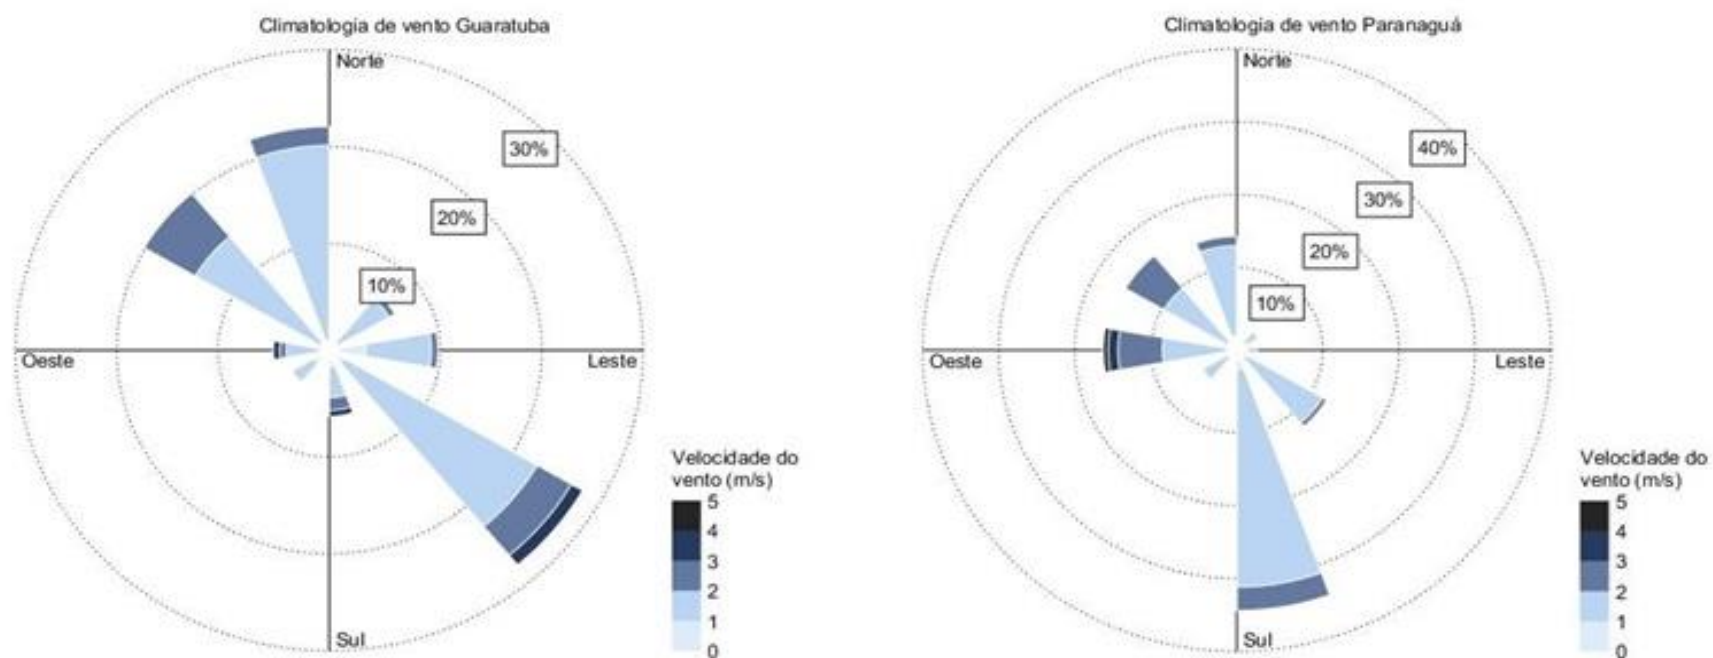 Climatologia de vento Guaratuba
Norte
30%
20%
10%
Oeste
Leste
Sul
Velocidade do
vento (m/s)
5
4
3
2
1
0
Climatologia de vento Paranaguá
Norte
40%
30%
20%
10%
Oeste
Leste
Sul
Velocidade do
vento (m/s)
5
4
3
2
1
0